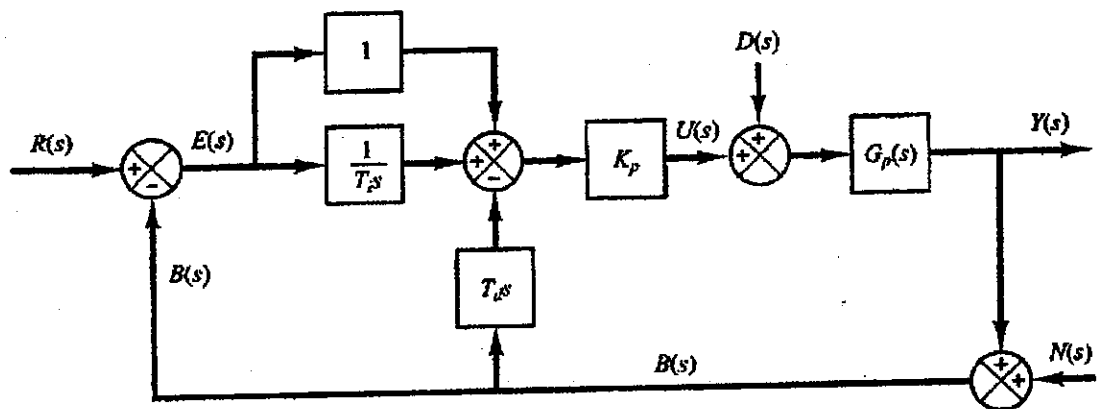 D(s)
1
R(s)
E(s)
+
-
1
T_i s
+
+
-
K_p
U(s)
+
+
G_p(s)
Y(s)
B(s)
T_d s
B(s)
+
+
N(s)